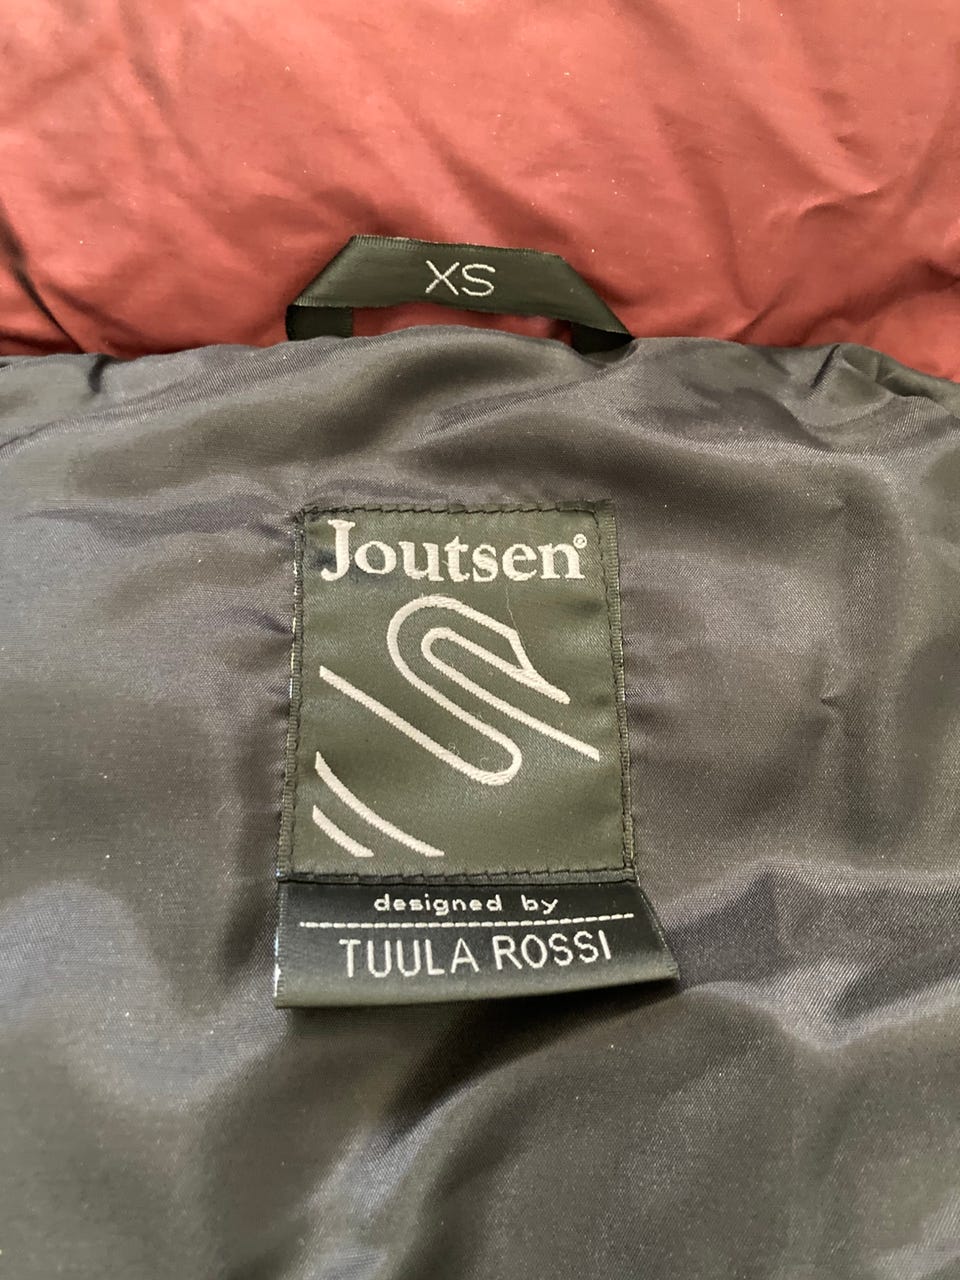 XS
Joutsen®
designed by
TUULA ROSSI